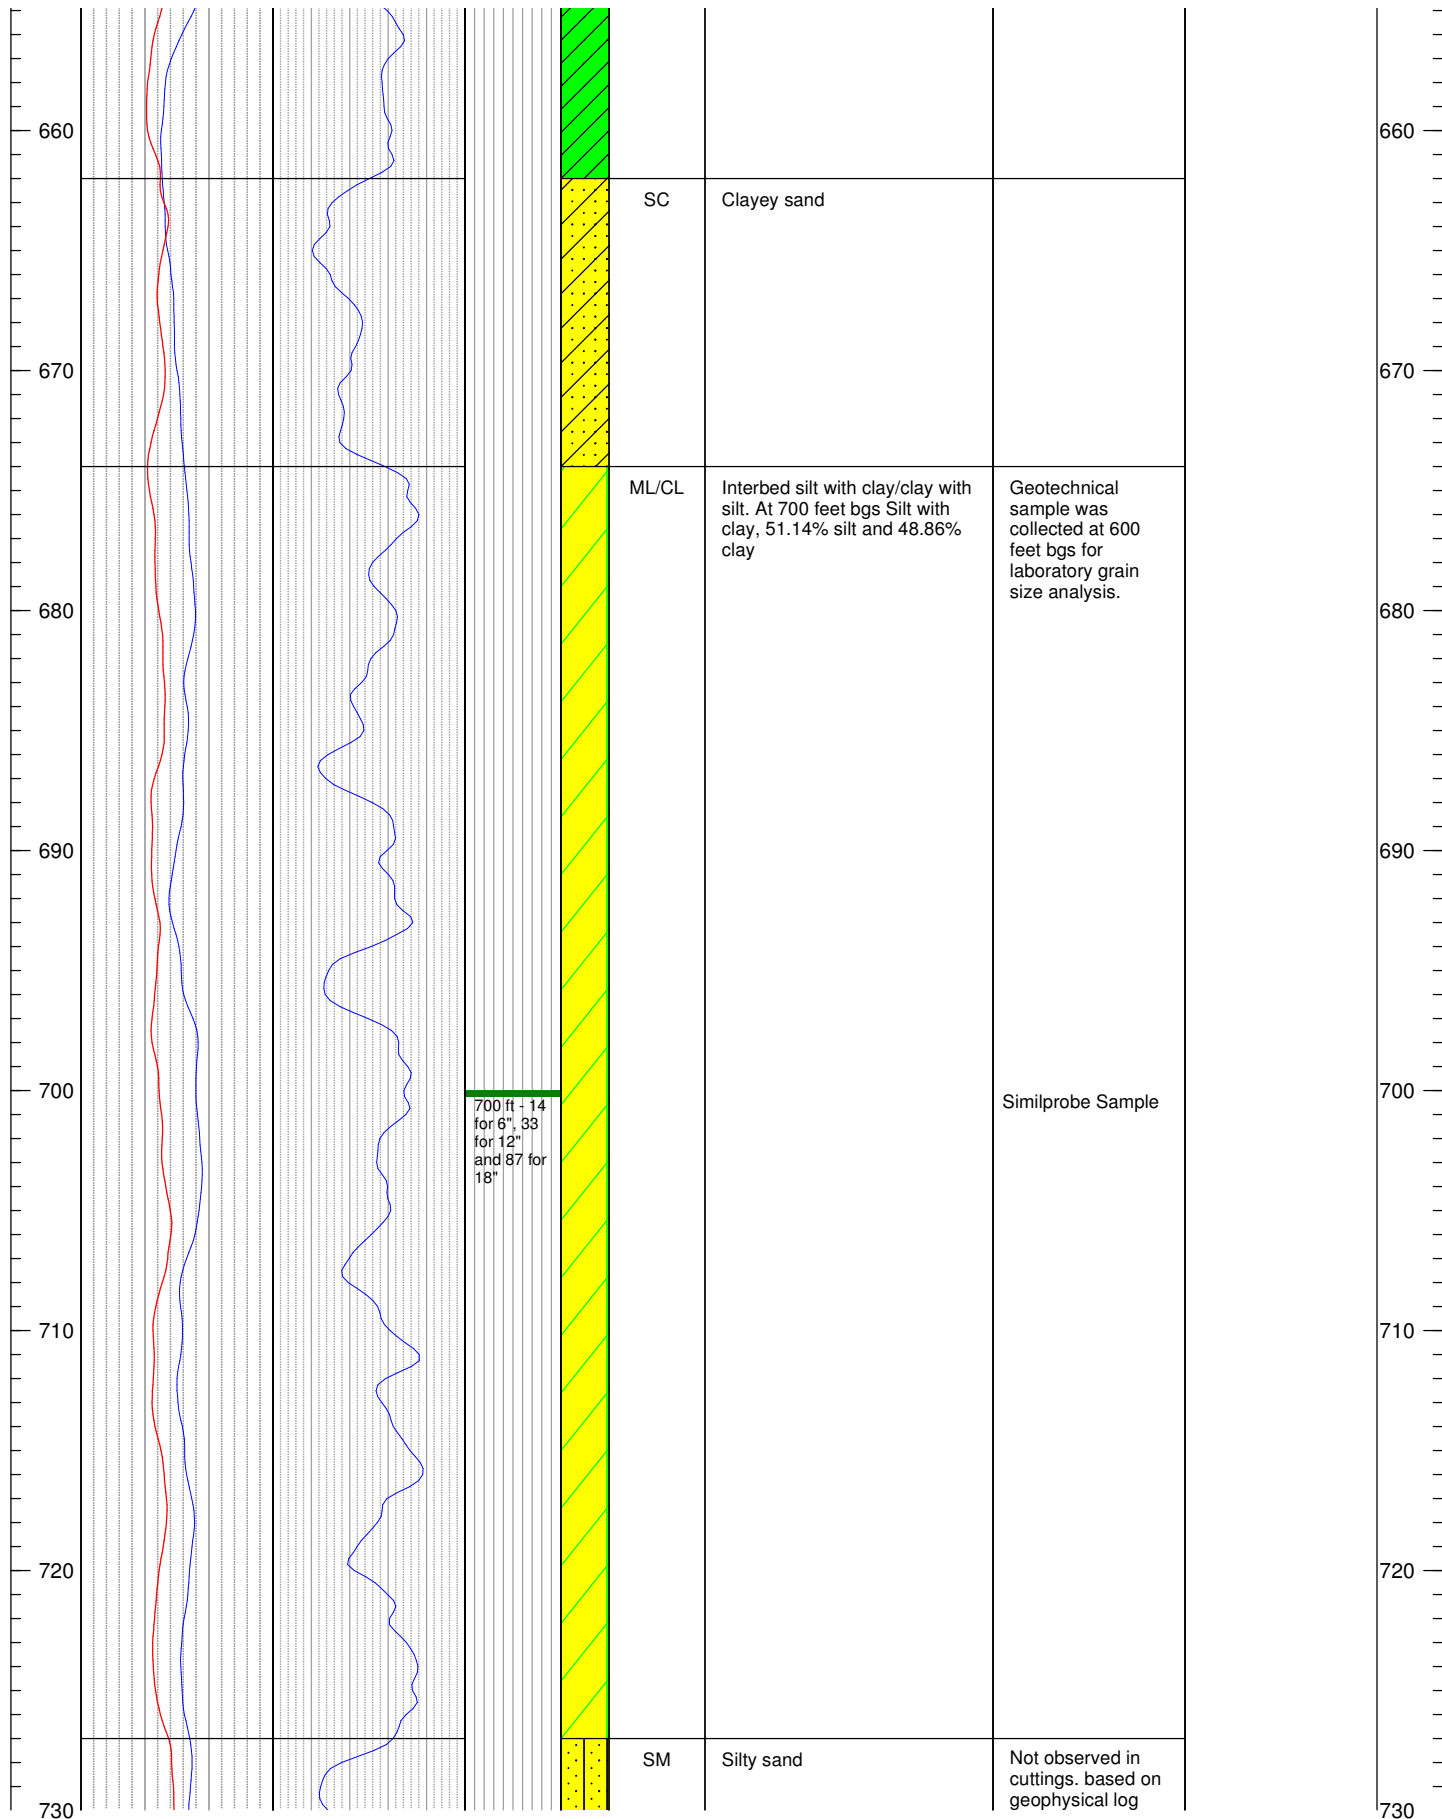 660
660
SC
Clayey sand
670
670
ML/CL
Interbed silt with clay/clay with
silt. At 700 feet bgs Silt with
clay, 51.14% silt and 48.86%
clay
Geotechnical
sample was
collected at 600
feet bgs for
laboratory grain
size analysis.
680
680
690
690
700
700 ft - 14
for 6", 33
for 12"
and 87 for
18"
Similprobe Sample
700
710
710
720
720
SM
Silty sand
Not observed in
cuttings. based on
geophysical log
730
730